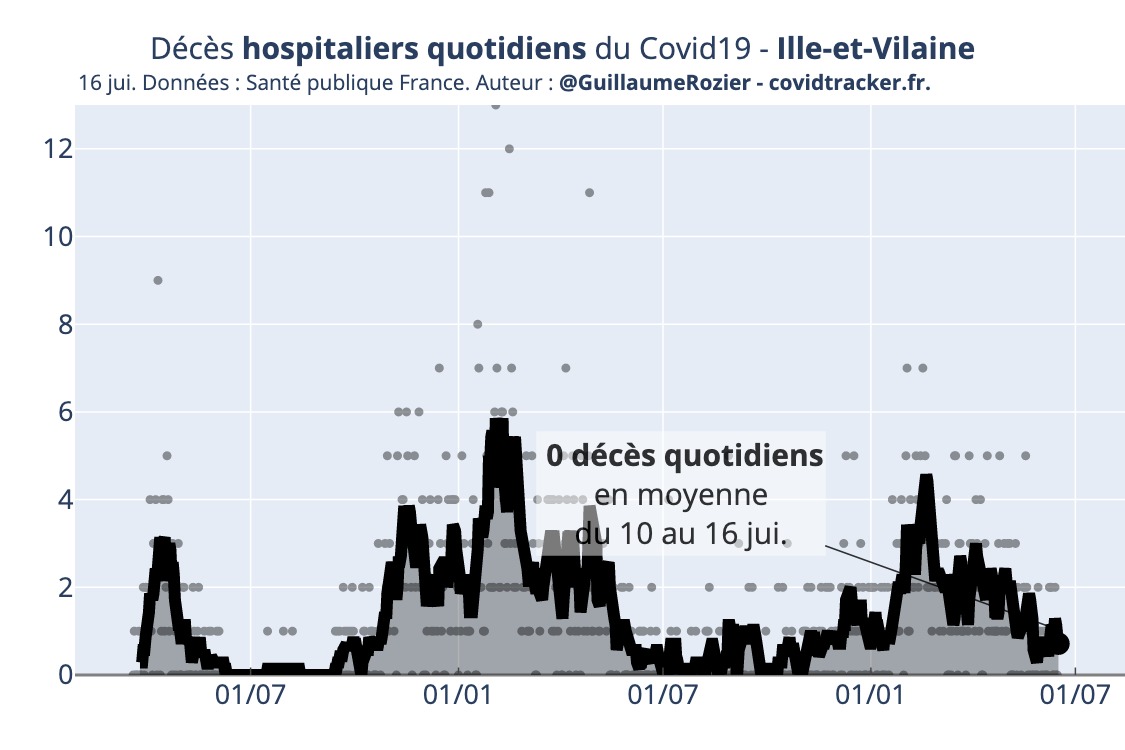 Décès hospitaliers quotidiens du Covid19 - Ille-et-Vilaine
16 jui. Données : Santé publique France. Auteur : @GuillaumeRozier - covidtracker.fr.
12
10
8
6
0 décès quotidiens
en moyenne
du 10 au 16 jui.
4
2
0
01/07
01/01
01/07
01/01
01/07